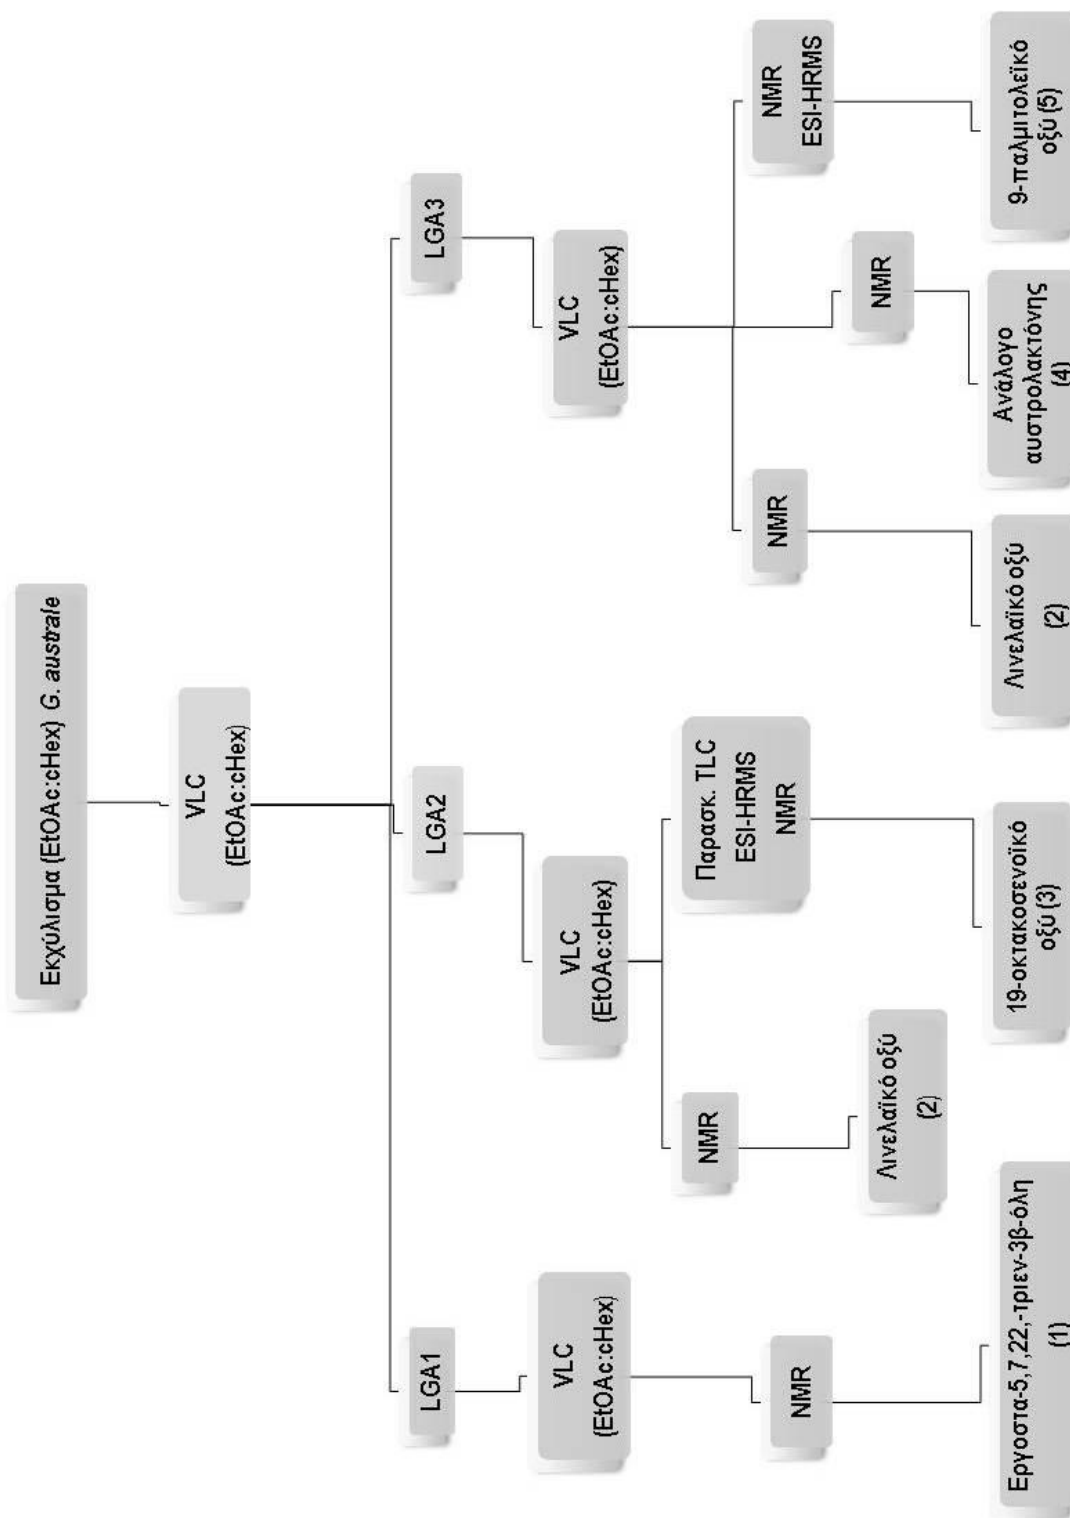 Εκχύλισμα (EtOAc:cHex) G. australe
VLC
(EtOAc:cHex)
LGA1
LGA2
LGA3
VLC
(EtOAc:cHex)
VLC
(EtOAc:cHex)
VLC
(EtOAc:cHex)
NMR
NMR
Παρασκ. TLC
ESI-HRMS
NMR
NMR
NMR
NMR
ESI-HRMS
Εργοστα-5,7,22,-τριεν-3β-όλη
(1)
Λινελαϊκό οξύ
(2)
19-οκτακοσενοϊκό
οξύ (3)
Λινελαϊκό οξύ
(2)
Ανάλογο
αυστρολακτόνης
(4)
9-παλμιτολεϊκό
οξύ (5)